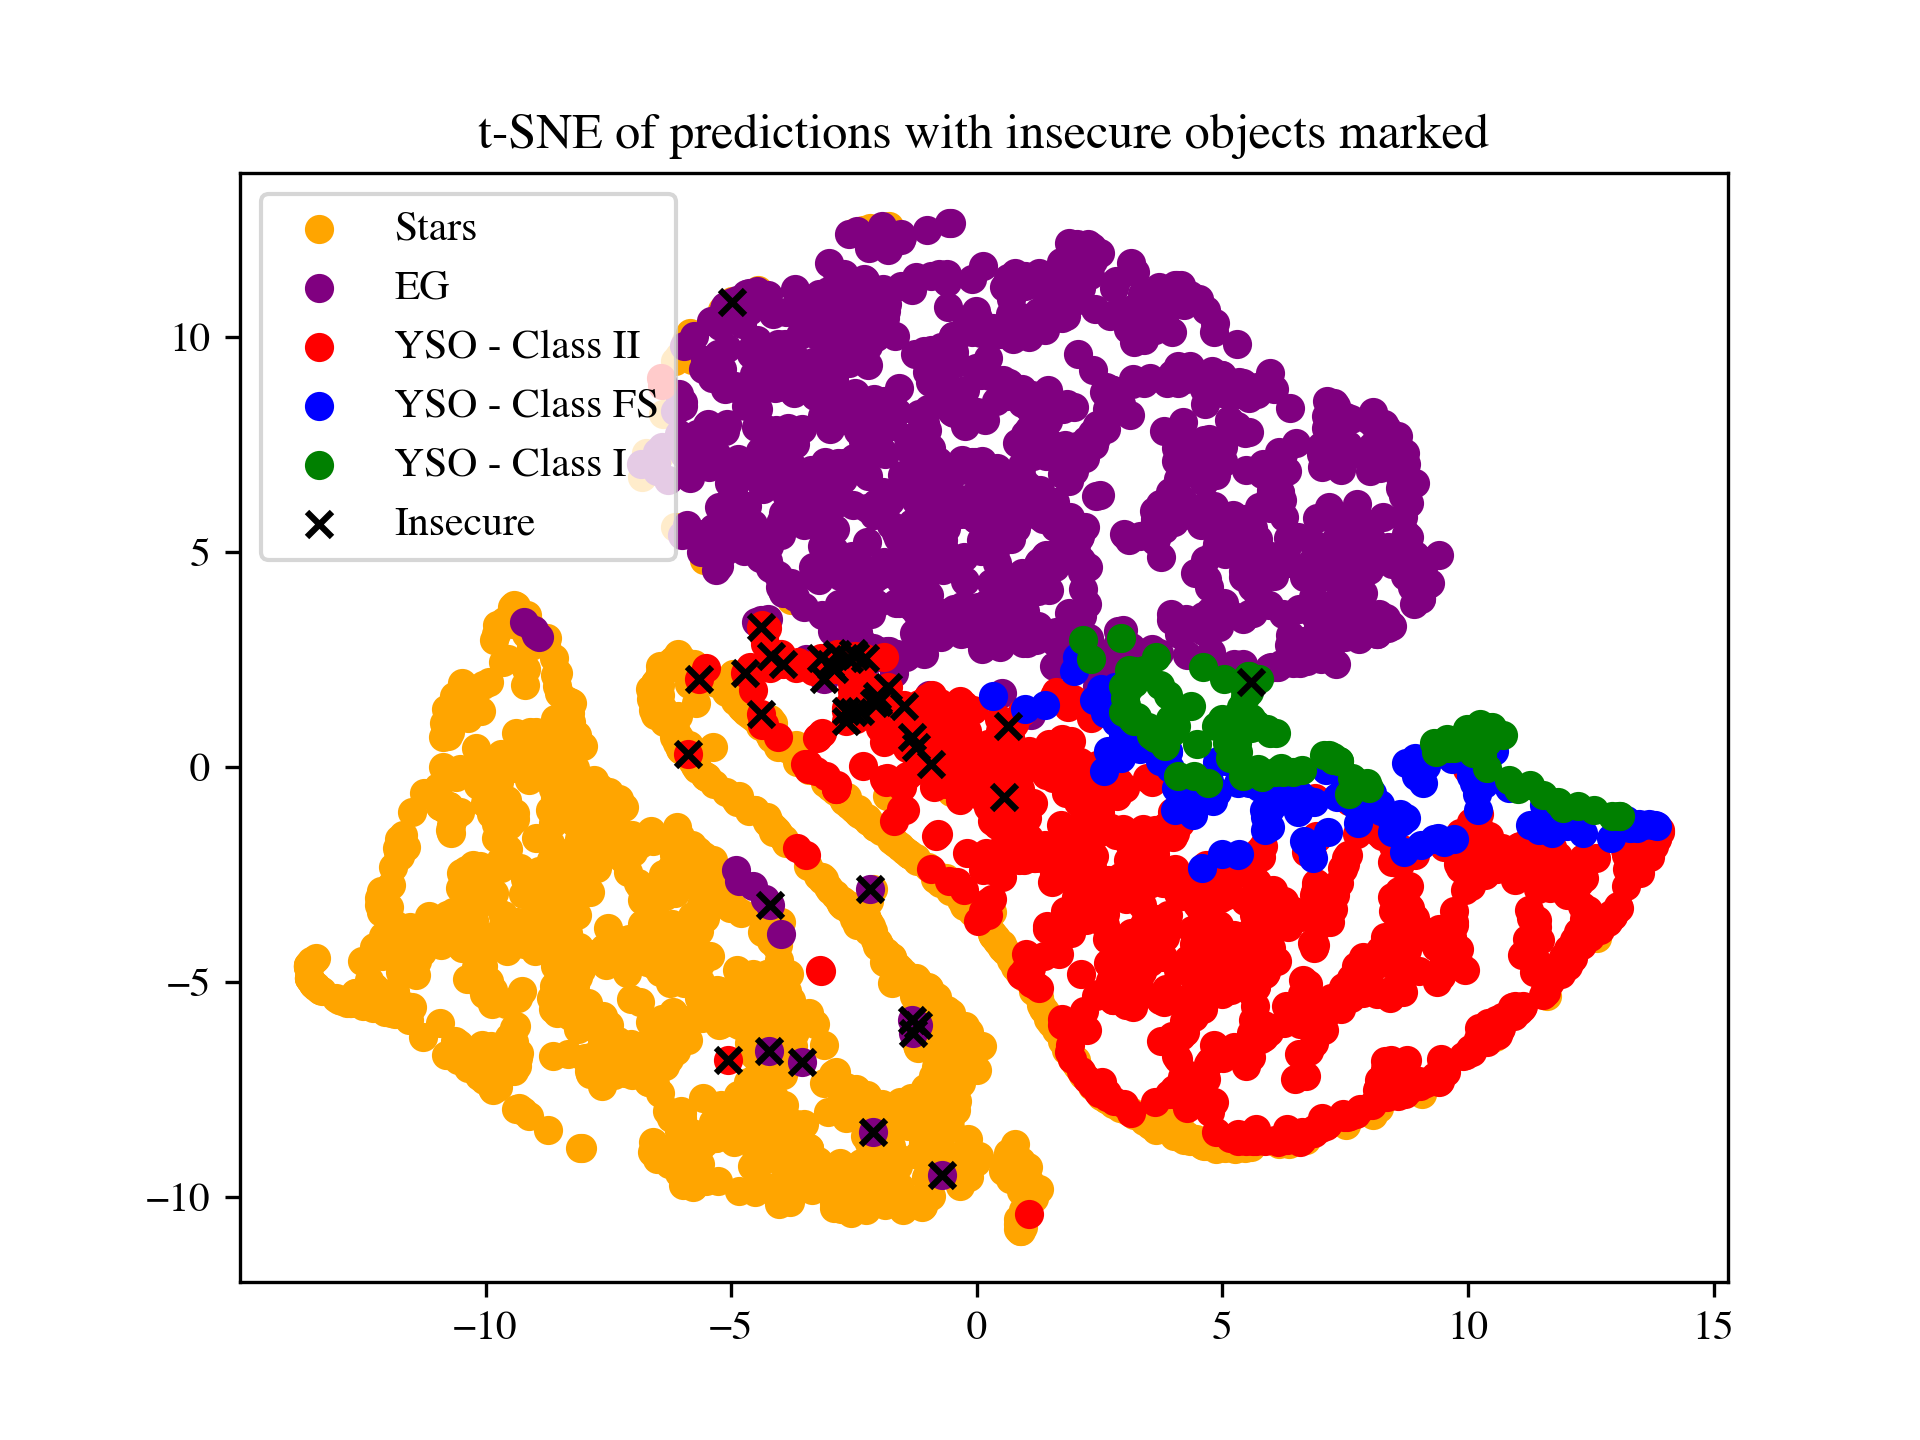 t-SNE of predictions with insecure objects marked
Stars
EG
YSO - Class II
YSO - Class FS
YSO - Class I
Insecure
10
5
0
−5
−10
−10 −5 0 5 10 15